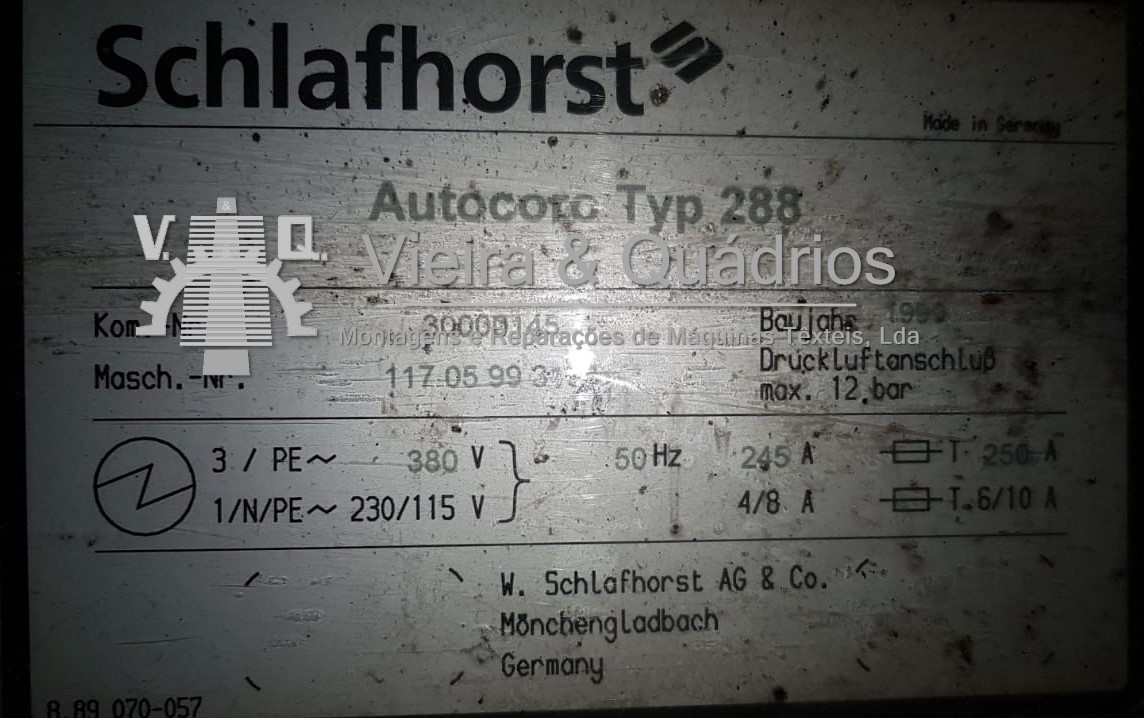 Schlafhorst
Made in Germany
Autocoro Typ 288
V. & Q.
Vieira & Quádrios
Montagens e Reparações de Máquinas Texteis, Lda
Baujahr
Masch.-Nr. 117.05 99
Druckluftanschluß
max. 12 bar
3 / PE~ 380 V 50 Hz 245 A T 250 A
1/N/PE~ 230/115 V 4/8 A T 6/10 A
W. Schlafhorst AG & Co.
Mönchengladbach
Germany
8.89 070-057